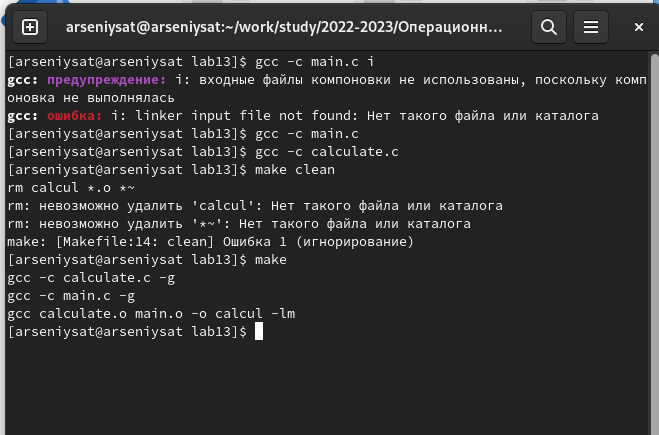 arseniysat@arseniysat:~/work/study/2022-2023/Операционн...
[arseniysat@arseniysat lab13]$ gcc -c main.c i
gcc: предупреждение: i: входные файлы компоновки не использованы, поскольку комп
оновка не выполнялась
gcc: ошибка: i: linker input file not found: Нет такого файла или каталога
[arseniysat@arseniysat lab13]$ gcc -c main.c
[arseniysat@arseniysat lab13]$ gcc -c calculate.c
[arseniysat@arseniysat lab13]$ make clean
rm calcul *.o *~
rm: невозможно удалить 'calcul': Нет такого файла или каталога
rm: невозможно удалить '*~': Нет такого файла или каталога
make: [Makefile:14: clean] Ошибка 1 (игнорирование)
[arseniysat@arseniysat lab13]$ make
gcc -c calculate.c -g
gcc -c main.c -g
gcc calculate.o main.o -o calcul -lm
[arseniysat@arseniysat lab13]$